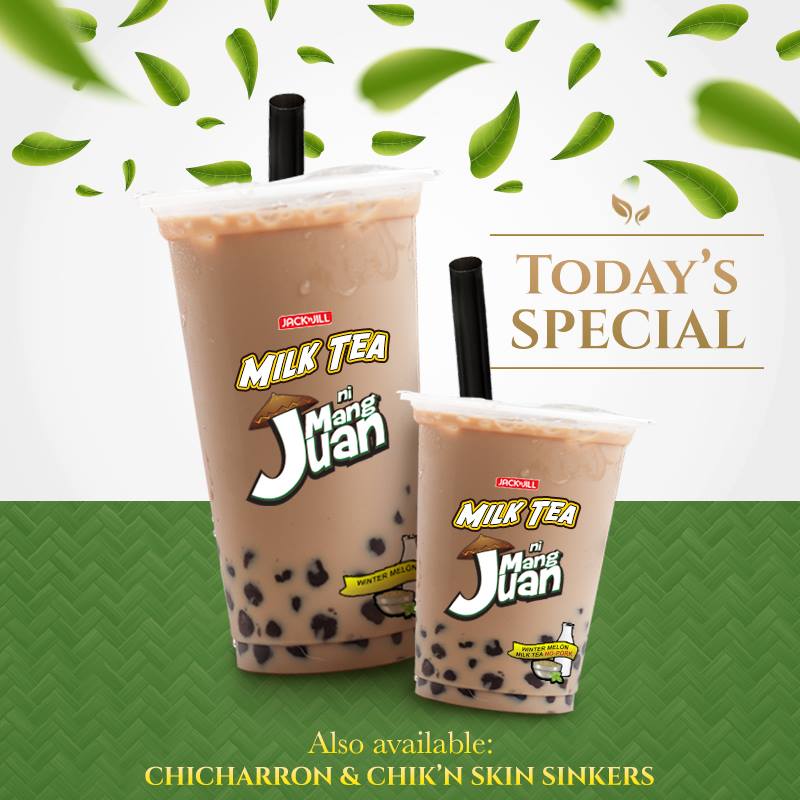 TODAY'S
SPECIAL
JACK'n JILL
MILK TEA
ni
Mang
Juan
WINTER MELON
JACK'n JILL
MILK TEA
ni
Mang
Juan
WINTER MELON
MILK TEA NO-PORK
Also available:
CHICHARRON & CHIK'N SKIN SINKERS